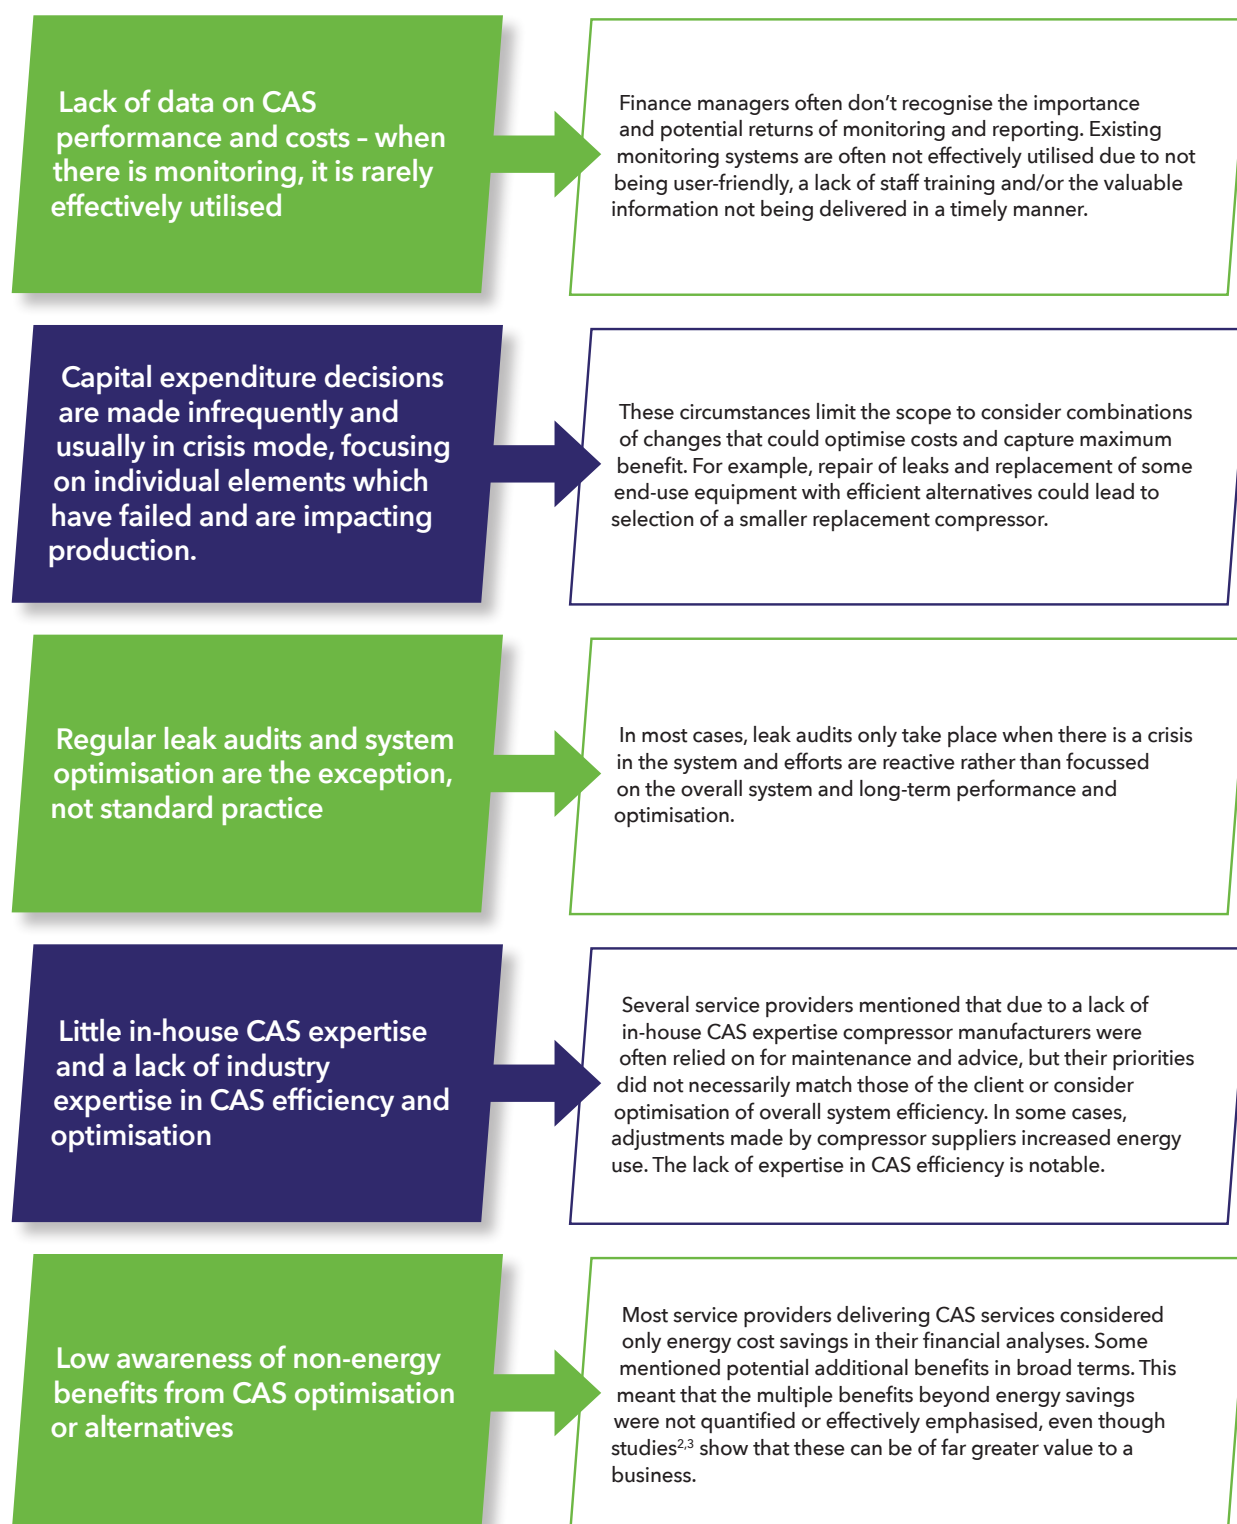 Lack of data on CAS
performance and costs – when
there is monitoring, it is rarely
effectively utilised
Finance managers often don’t recognise the importance
and potential returns of monitoring and reporting. Existing
monitoring systems are often not effectively utilised due to not
being user-friendly, a lack of staff training and/or the valuable
information not being delivered in a timely manner.
Capital expenditure decisions
are made infrequently and
usually in crisis mode, focusing
on individual elements which
have failed and are impacting
production.
These circumstances limit the scope to consider combinations
of changes that could optimise costs and capture maximum
benefit. For example, repair of leaks and replacement of some
end-use equipment with efficient alternatives could lead to
selection of a smaller replacement compressor.
Regular leak audits and system
optimisation are the exception,
not standard practice
In most cases, leak audits only take place when there is a crisis
in the system and efforts are reactive rather than focussed
on the overall system and long-term performance and
optimisation.
Little in-house CAS expertise
and a lack of industry
expertise in CAS efficiency and
optimisation
Several service providers mentioned that due to a lack of
in-house CAS expertise compressor manufacturers were
often relied on for maintenance and advice, but their priorities
did not necessarily match those of the client or consider
optimisation of overall system efficiency. In some cases,
adjustments made by compressor suppliers increased energy
use. The lack of expertise in CAS efficiency is notable.
Low awareness of non-energy
benefits from CAS optimisation
or alternatives
Most service providers delivering CAS services considered
only energy cost savings in their financial analyses. Some
mentioned potential additional benefits in broad terms. This
meant that the multiple benefits beyond energy savings
were not quantified or effectively emphasised, even though
studies2,3 show that these can be of far greater value to a
business.